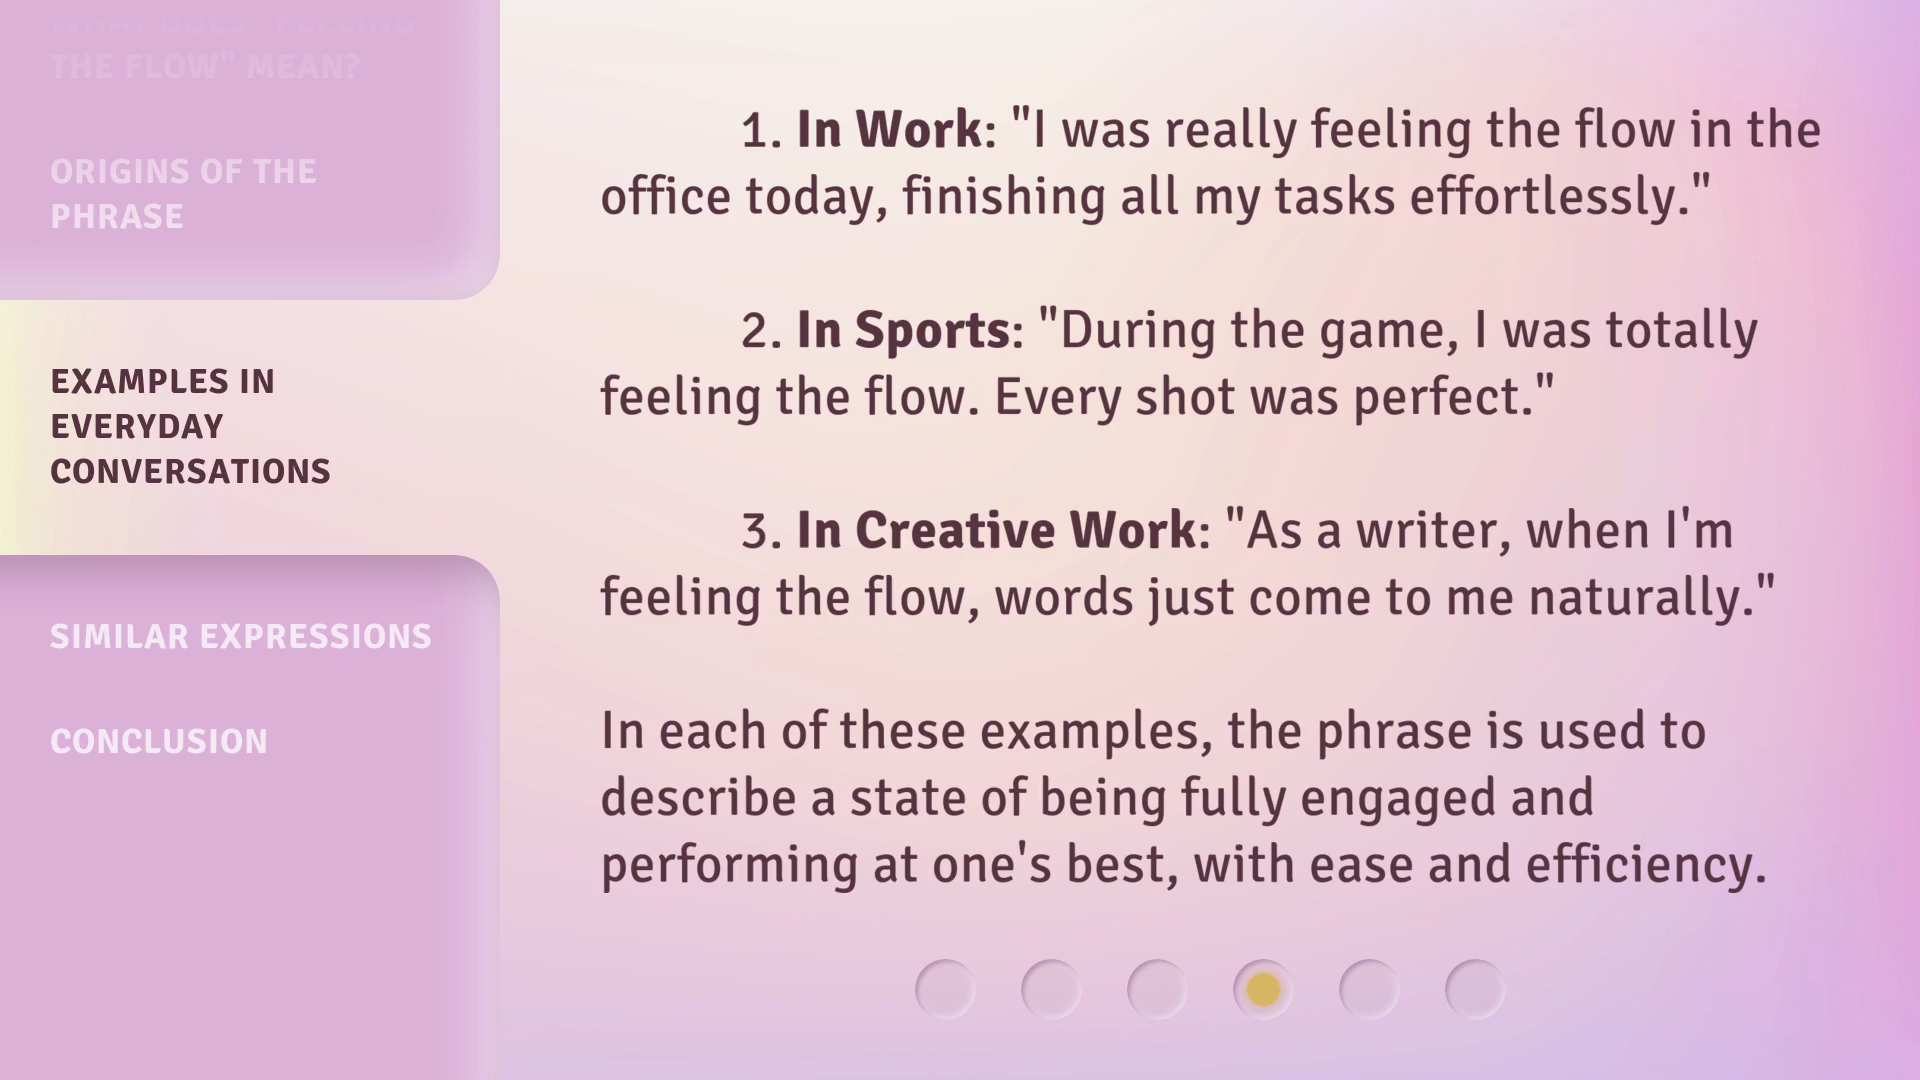 WHAT DOES "FEELING
THE FLOW" MEAN?
ORIGINS OF THE
PHRASE
EXAMPLES IN
EVERYDAY
CONVERSATIONS
SIMILAR EXPRESSIONS
CONCLUSION
1. In Work: "I was really feeling the flow in the
office today, finishing all my tasks effortlessly."
2. In Sports: "During the game, I was totally
feeling the flow. Every shot was perfect."
3. In Creative Work: "As a writer, when I'm
feeling the flow, words just come to me naturally."
In each of these examples, the phrase is used to
describe a state of being fully engaged and
performing at one's best, with ease and efficiency.